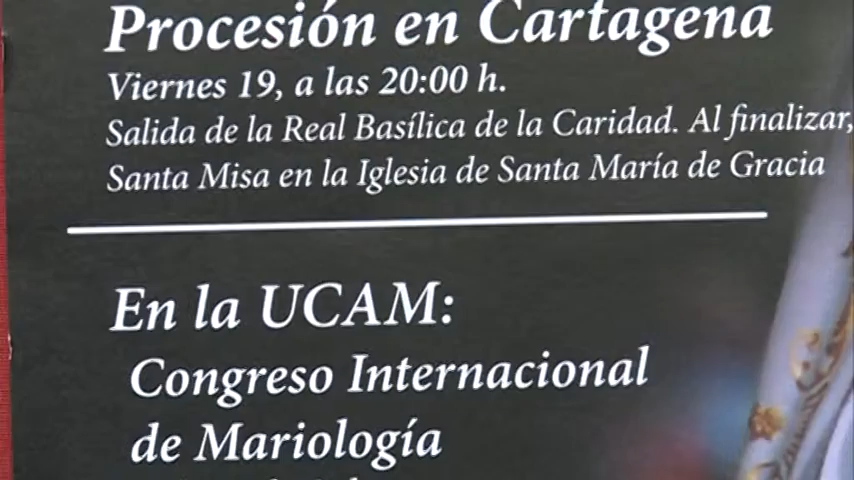 Procesión en Cartagena
Viernes 19, a las 20:00 h.
Salida de la Real Basílica de la Caridad. Al finalizar,
Santa Misa en la Iglesia de Santa María de Gracia
En la UCAM:
Congreso Internacional
de Mariología